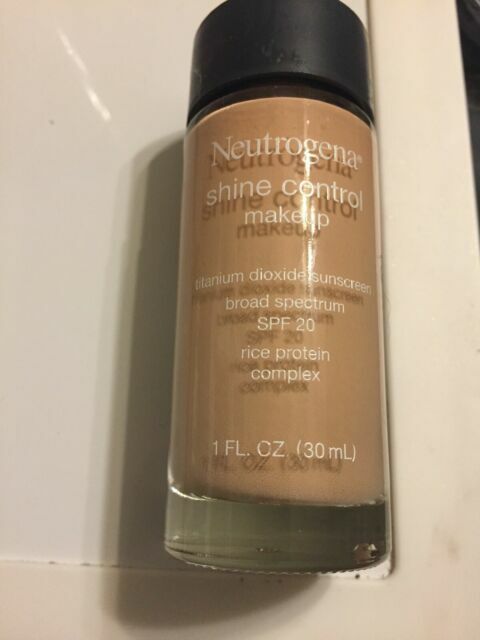 Neutrogena®
shine control
makeup
titanium dioxide sunscreen
broad spectrum
SPF 20
rice protein
complex
1 FL. OZ. (30 mL)